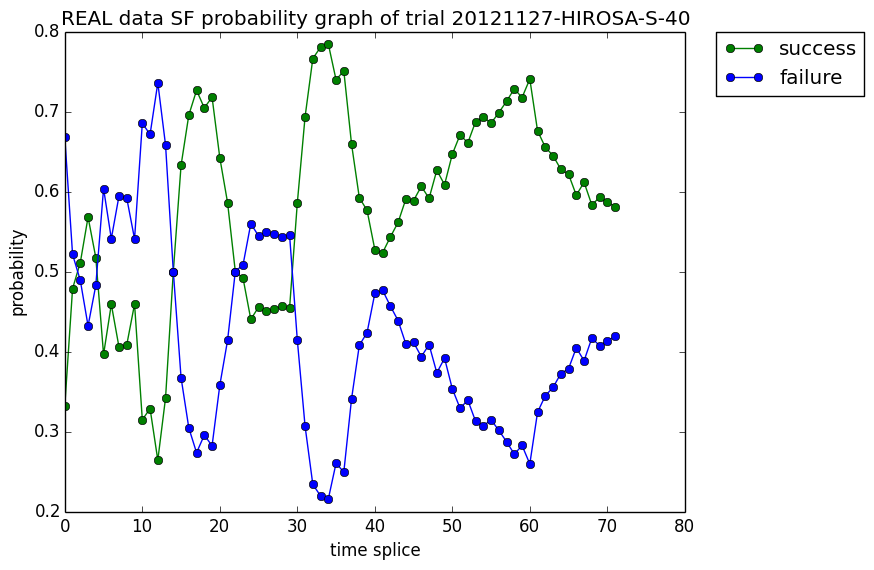 REAL data SF probability graph of trial 20121127-HIROSA-S-40
success
failure
0.8
0.7
0.6
0.5
0.4
0.3
0.2
probability
0 10 20 30 40 50 60 70 80
time splice